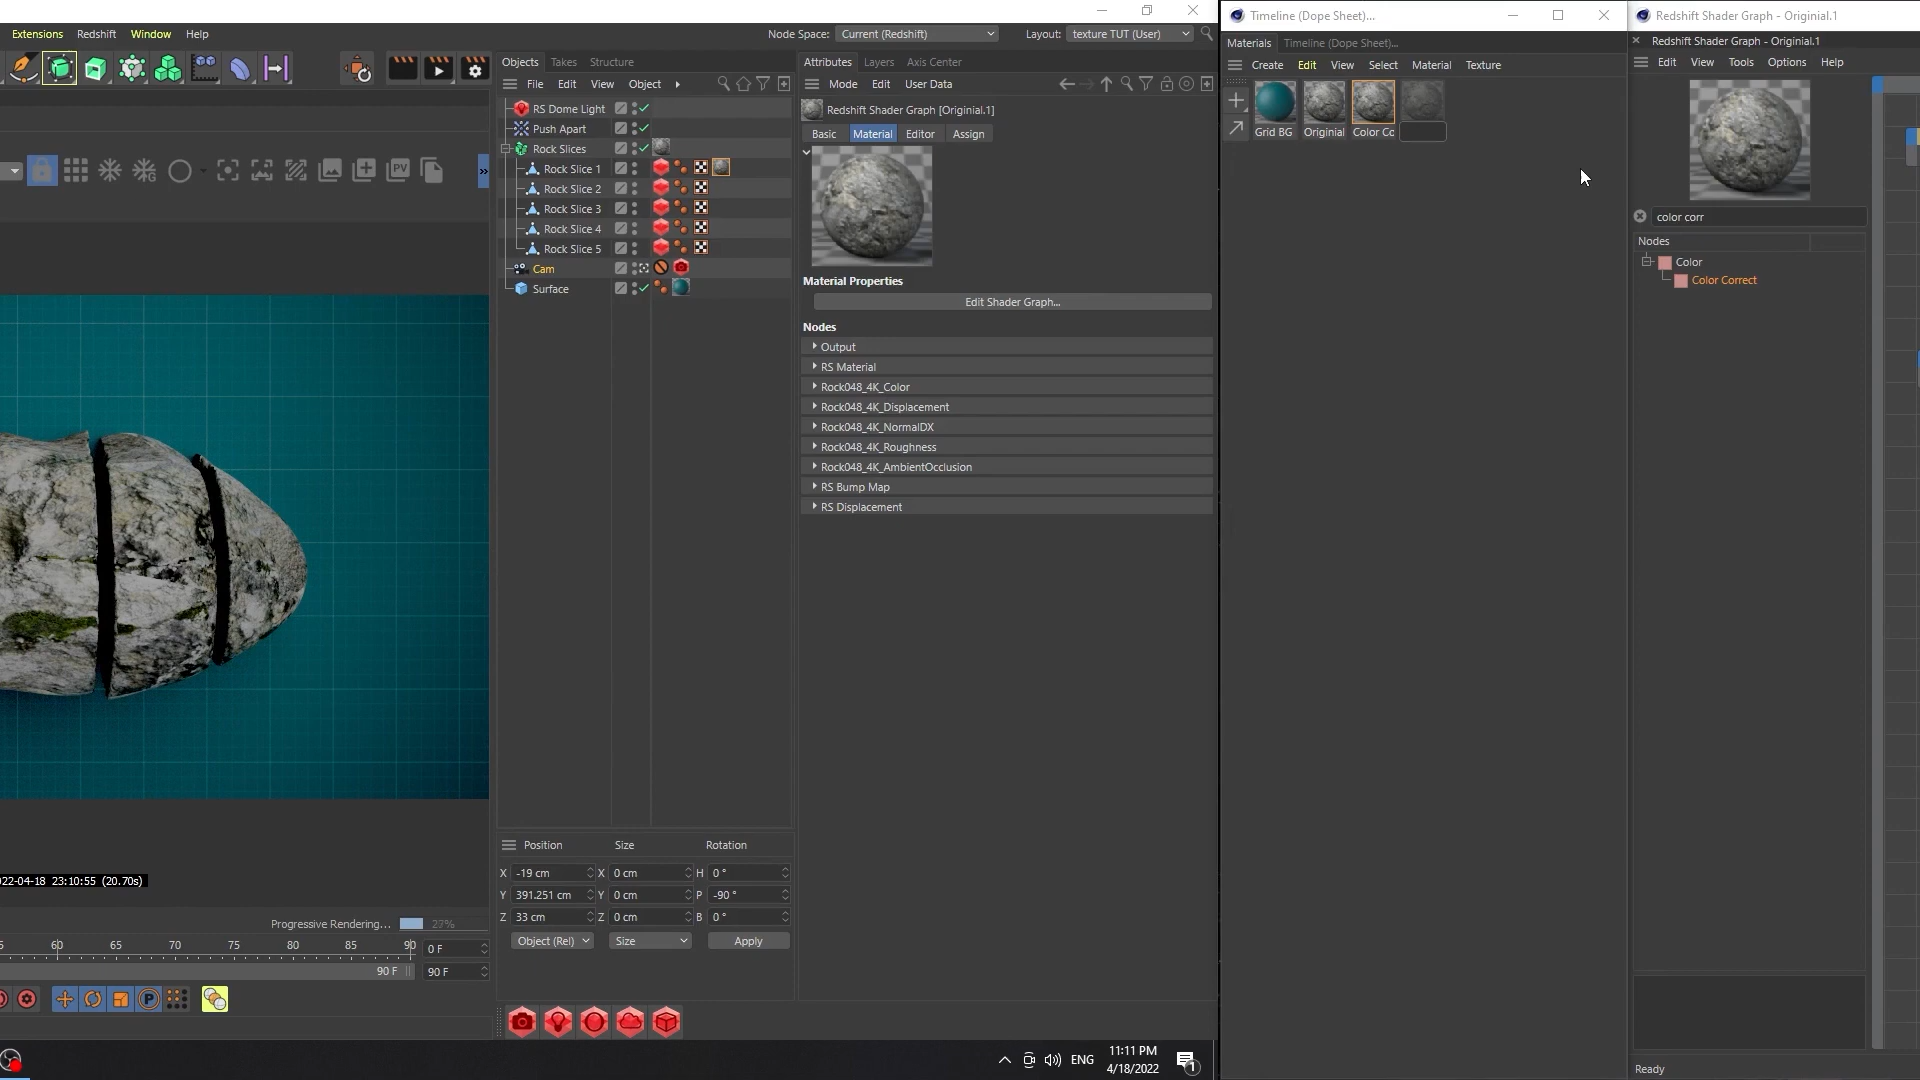 Extensions Redshift Window Help
Node Space: Current (Redshift) Layout: texture TUT (User)
Objects Takes Structure
File Edit View Object
RS Dome Light
Push Apart
Rock Slices
Rock Slice 1
Rock Slice 2
Rock Slice 3
Rock Slice 4
Rock Slice 5
Cam
Surface
PV
22-04-18 23:10:55 (20.70s)
Progressive Rendering... 27%
60 65 70 75 80 85 90 0 F
90 F 90 F
P
Position Size Rotation
X -19 cm X 0 cm H 0 °
Y 391.251 cm Y 0 cm P -90 °
Z 33 cm Z 0 cm B 0 °
Object (Rel) Size Apply
Attributes Layers Axis Center
Mode Edit User Data
Redshift Shader Graph [Originial.1]
Basic Material Editor Assign
Material Properties
Edit Shader Graph...
Nodes
Output
RS Material
Rock048_4K_Color
Rock048_4K_Displacement
Rock048_4K_NormalDX
Rock048_4K_Roughness
Rock048_4K_AmbientOcclusion
RS Bump Map
RS Displacement
Timeline (Dope Sheet)...
Materials Timeline (Dope Sheet)...
Create Edit View Select Material Texture
Grid BG Originial Color Cc
Redshift Shader Graph - Originial.1
Redshift Shader Graph - Originial.1
Edit View Tools Options Help
color corr
Nodes
Color
Color Correct
Ready
ENG 11:11 PM
4/18/2022
1